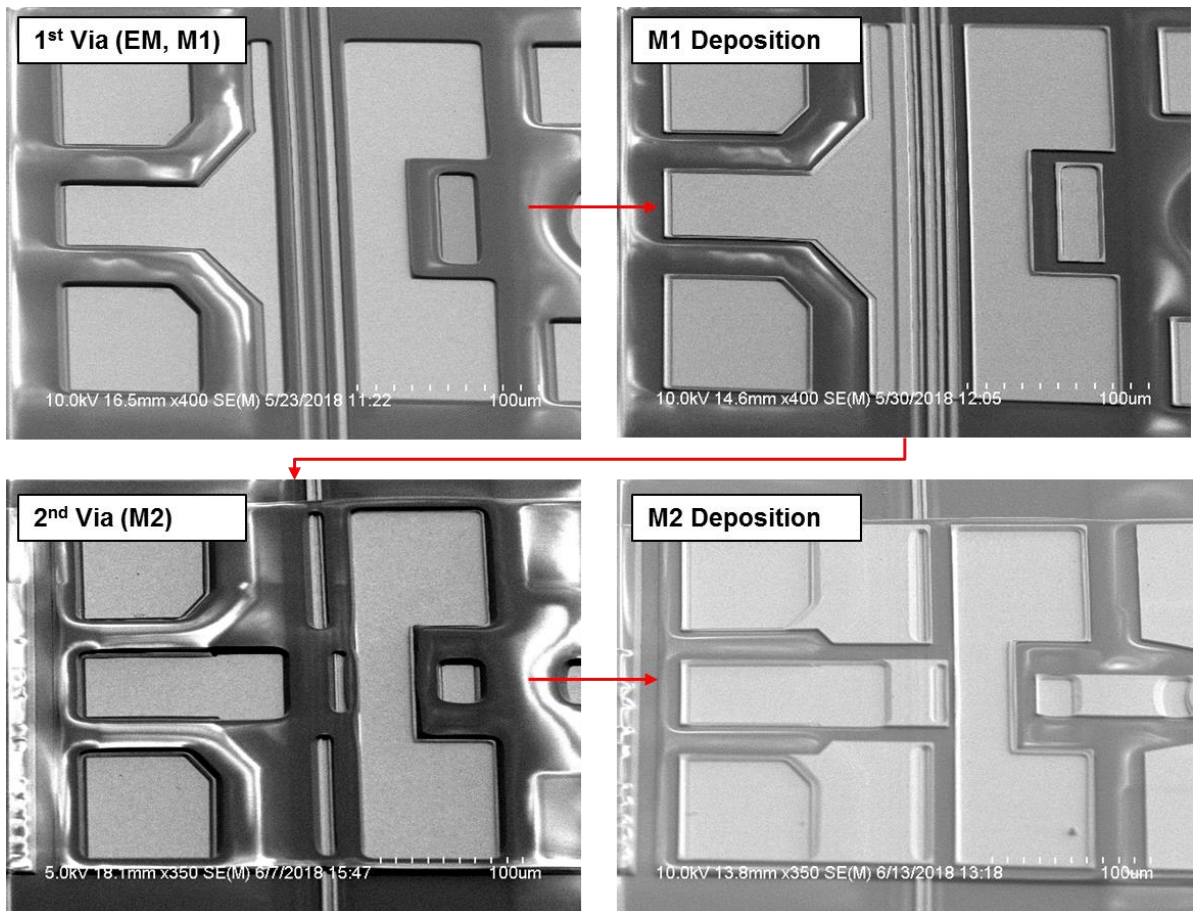 1st Via (EM, M1)
10.0kV 16.5mm x400 SE(M) 5/23/2018 11:22
100um
M1 Deposition
10.0kV 14.6mm x400 SE(M) 5/30/2018 12:05
100um
2nd Via (M2)
5.0kV 18.1mm x350 SE(M) 6/7/2018 15:47
100um
M2 Deposition
10.0kV 13.8mm x350 SE(M) 6/13/2018 13:18
100um